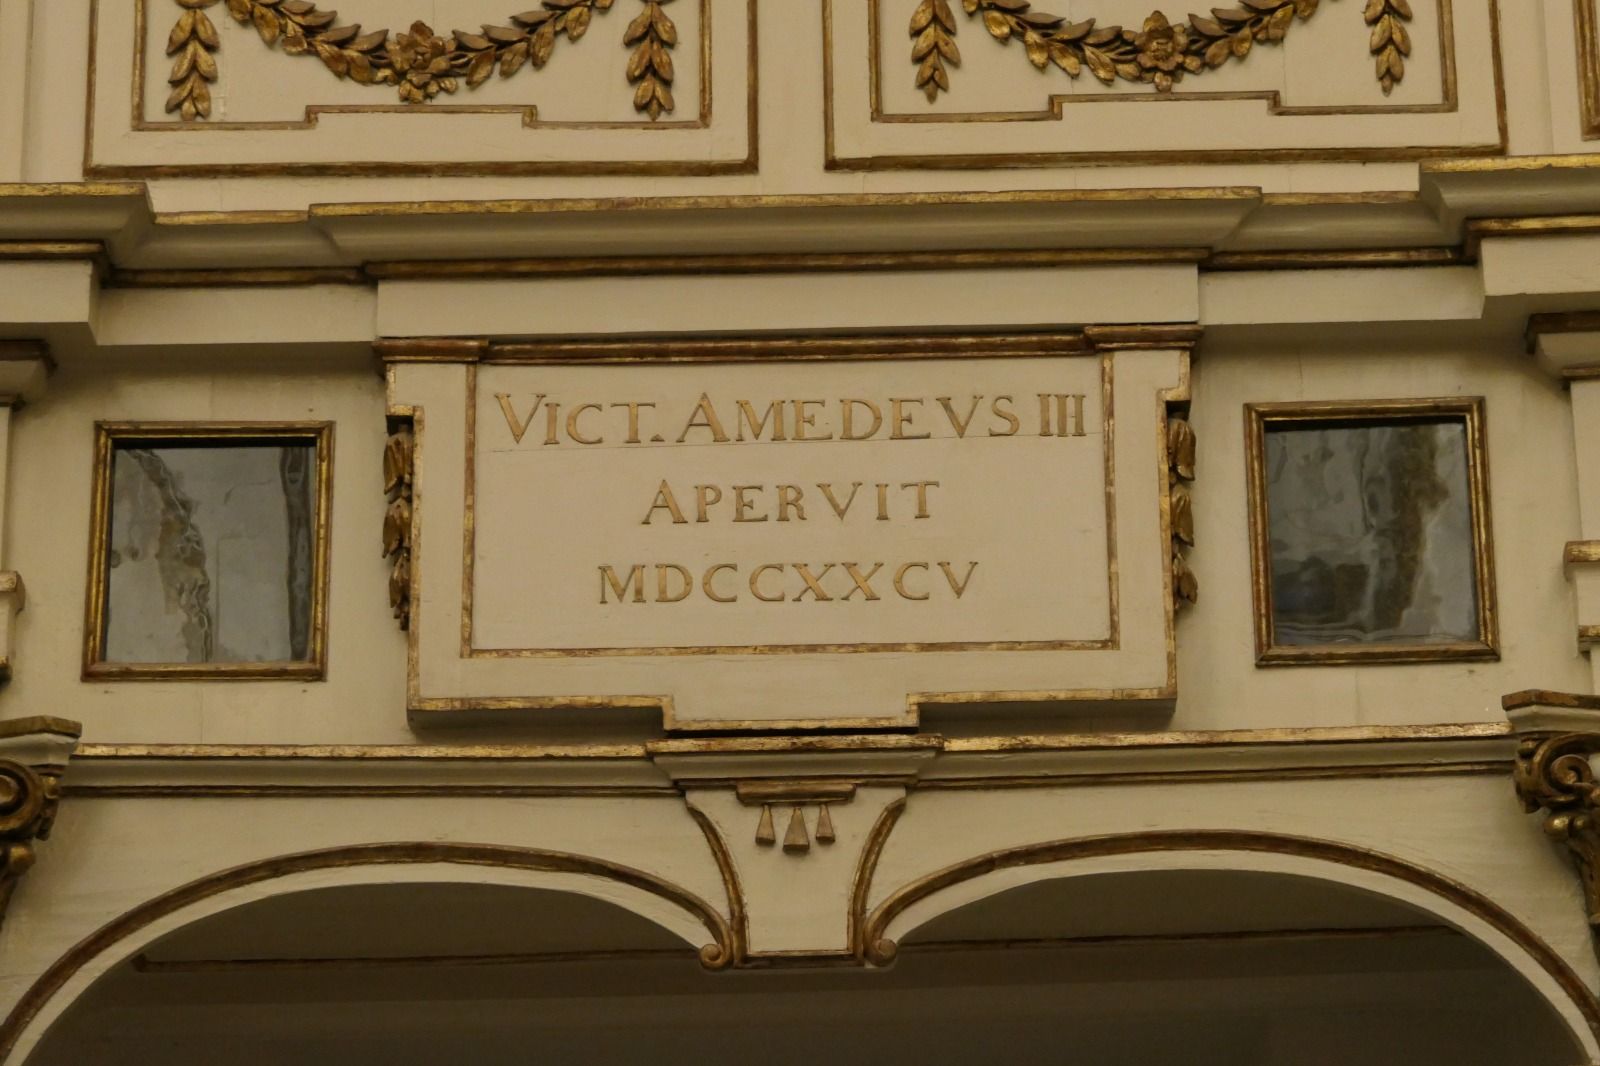 VICT. AMEDEVS III
APERVIT
MDCCXXCV